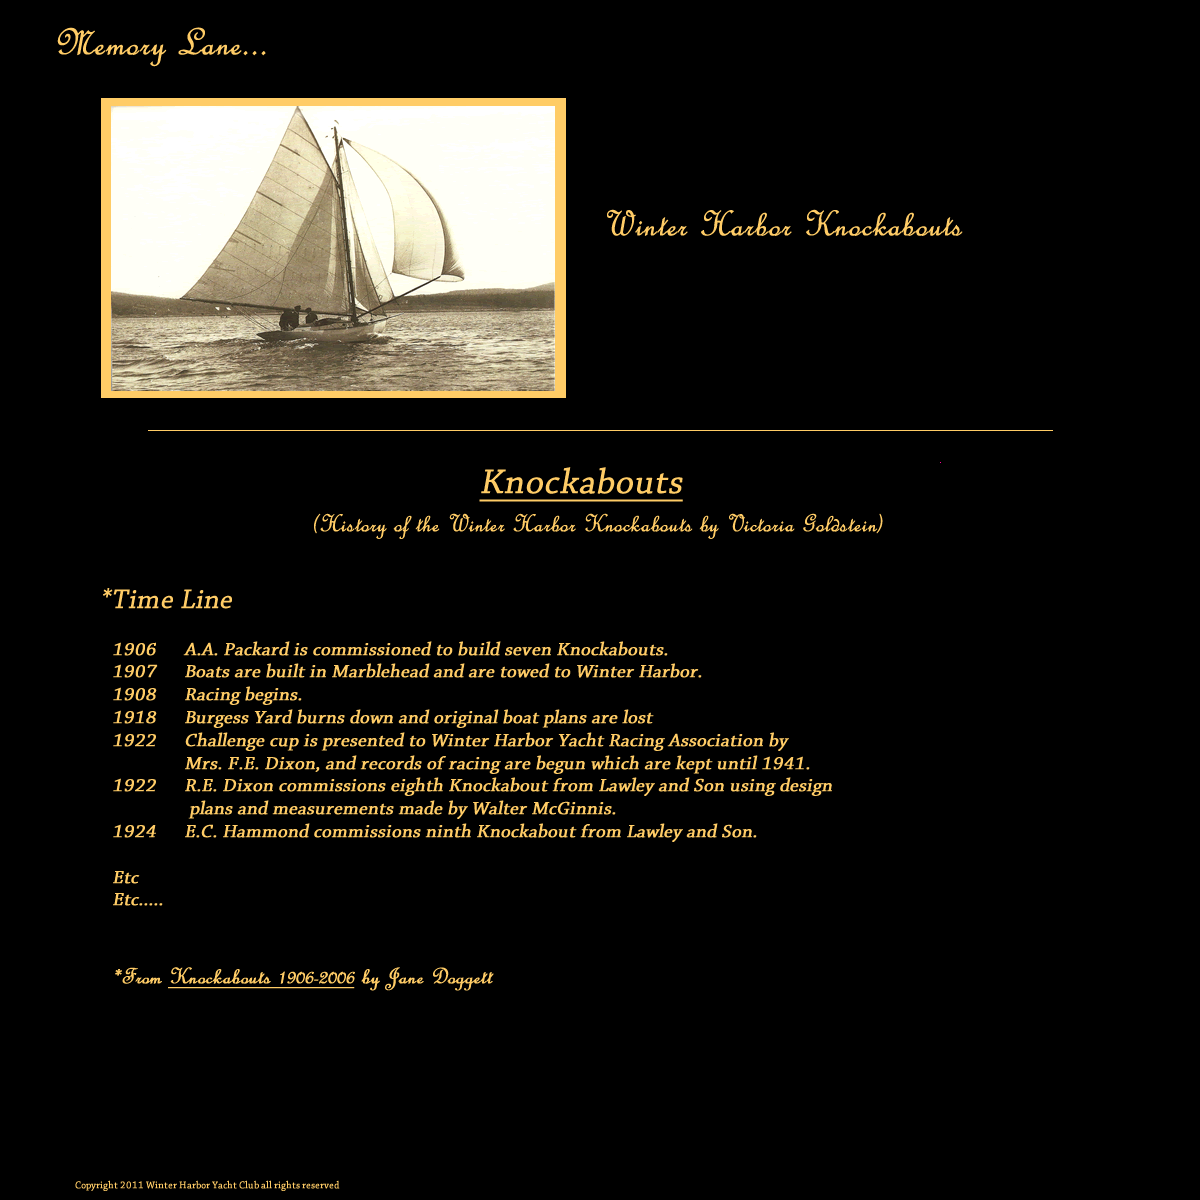 Memory Lane...
Winter Harbor Knockabouts
Knockabouts
(History of the Winter Harbor Knockabouts by Victoria Goldstein)
*Time Line
1906 A.A. Packard is commissioned to build seven Knockabouts.
1907 Boats are built in Marblehead and are towed to Winter Harbor.
1908 Racing begins.
1918 Burgess Yard burns down and original boat plans are lost
1922 Challenge cup is presented to Winter Harbor Yacht Racing Association by
Mrs. F.E. Dixon, and records of racing are begun which are kept until 1941.
1922 R.E. Dixon commissions eighth Knockabout from Lawley and Son using design
plans and measurements made by Walter McGinnis.
1924 E.C. Hammond commissions ninth Knockabout from Lawley and Son.
Etc
Etc.....
*From Knockabouts 1906-2006 by Jane Doggett
Copyright 2011 Winter Harbor Yacht Club all rights reserved